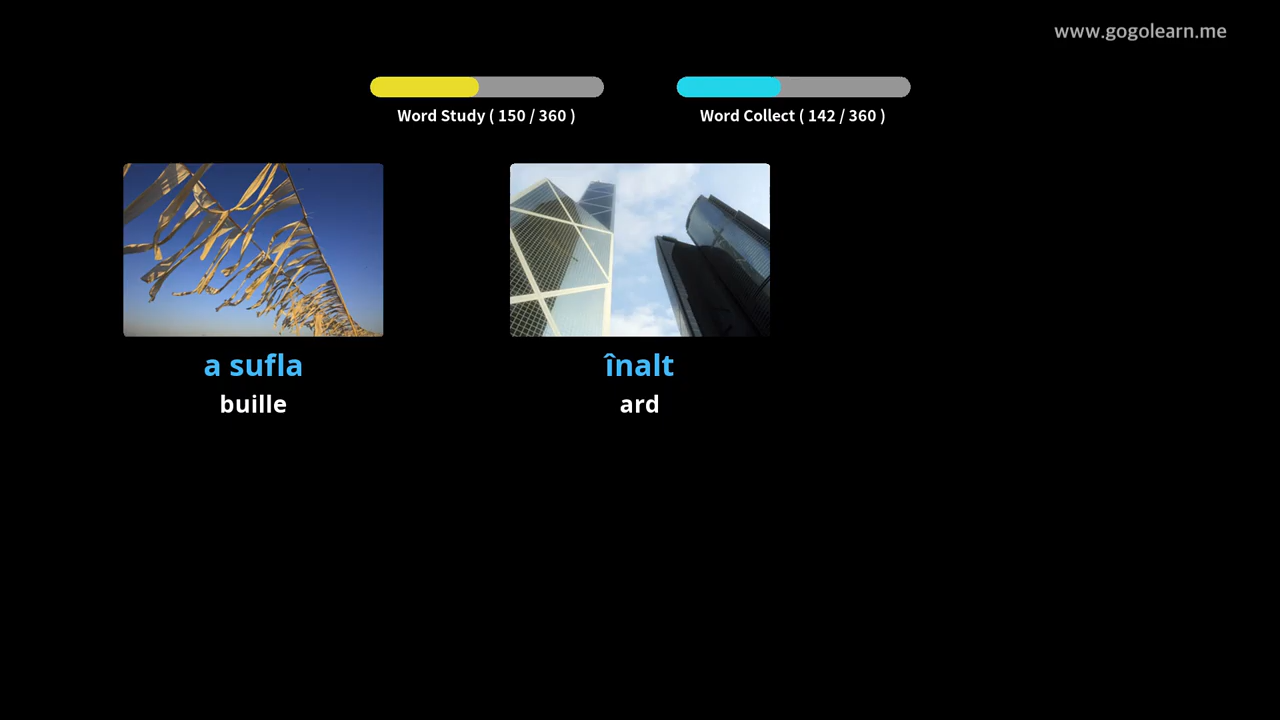 www.gogolearn.me
Word Study ( 150 / 360 )
Word Collect ( 142 / 360 )
a sufla
buille
înalt
ard